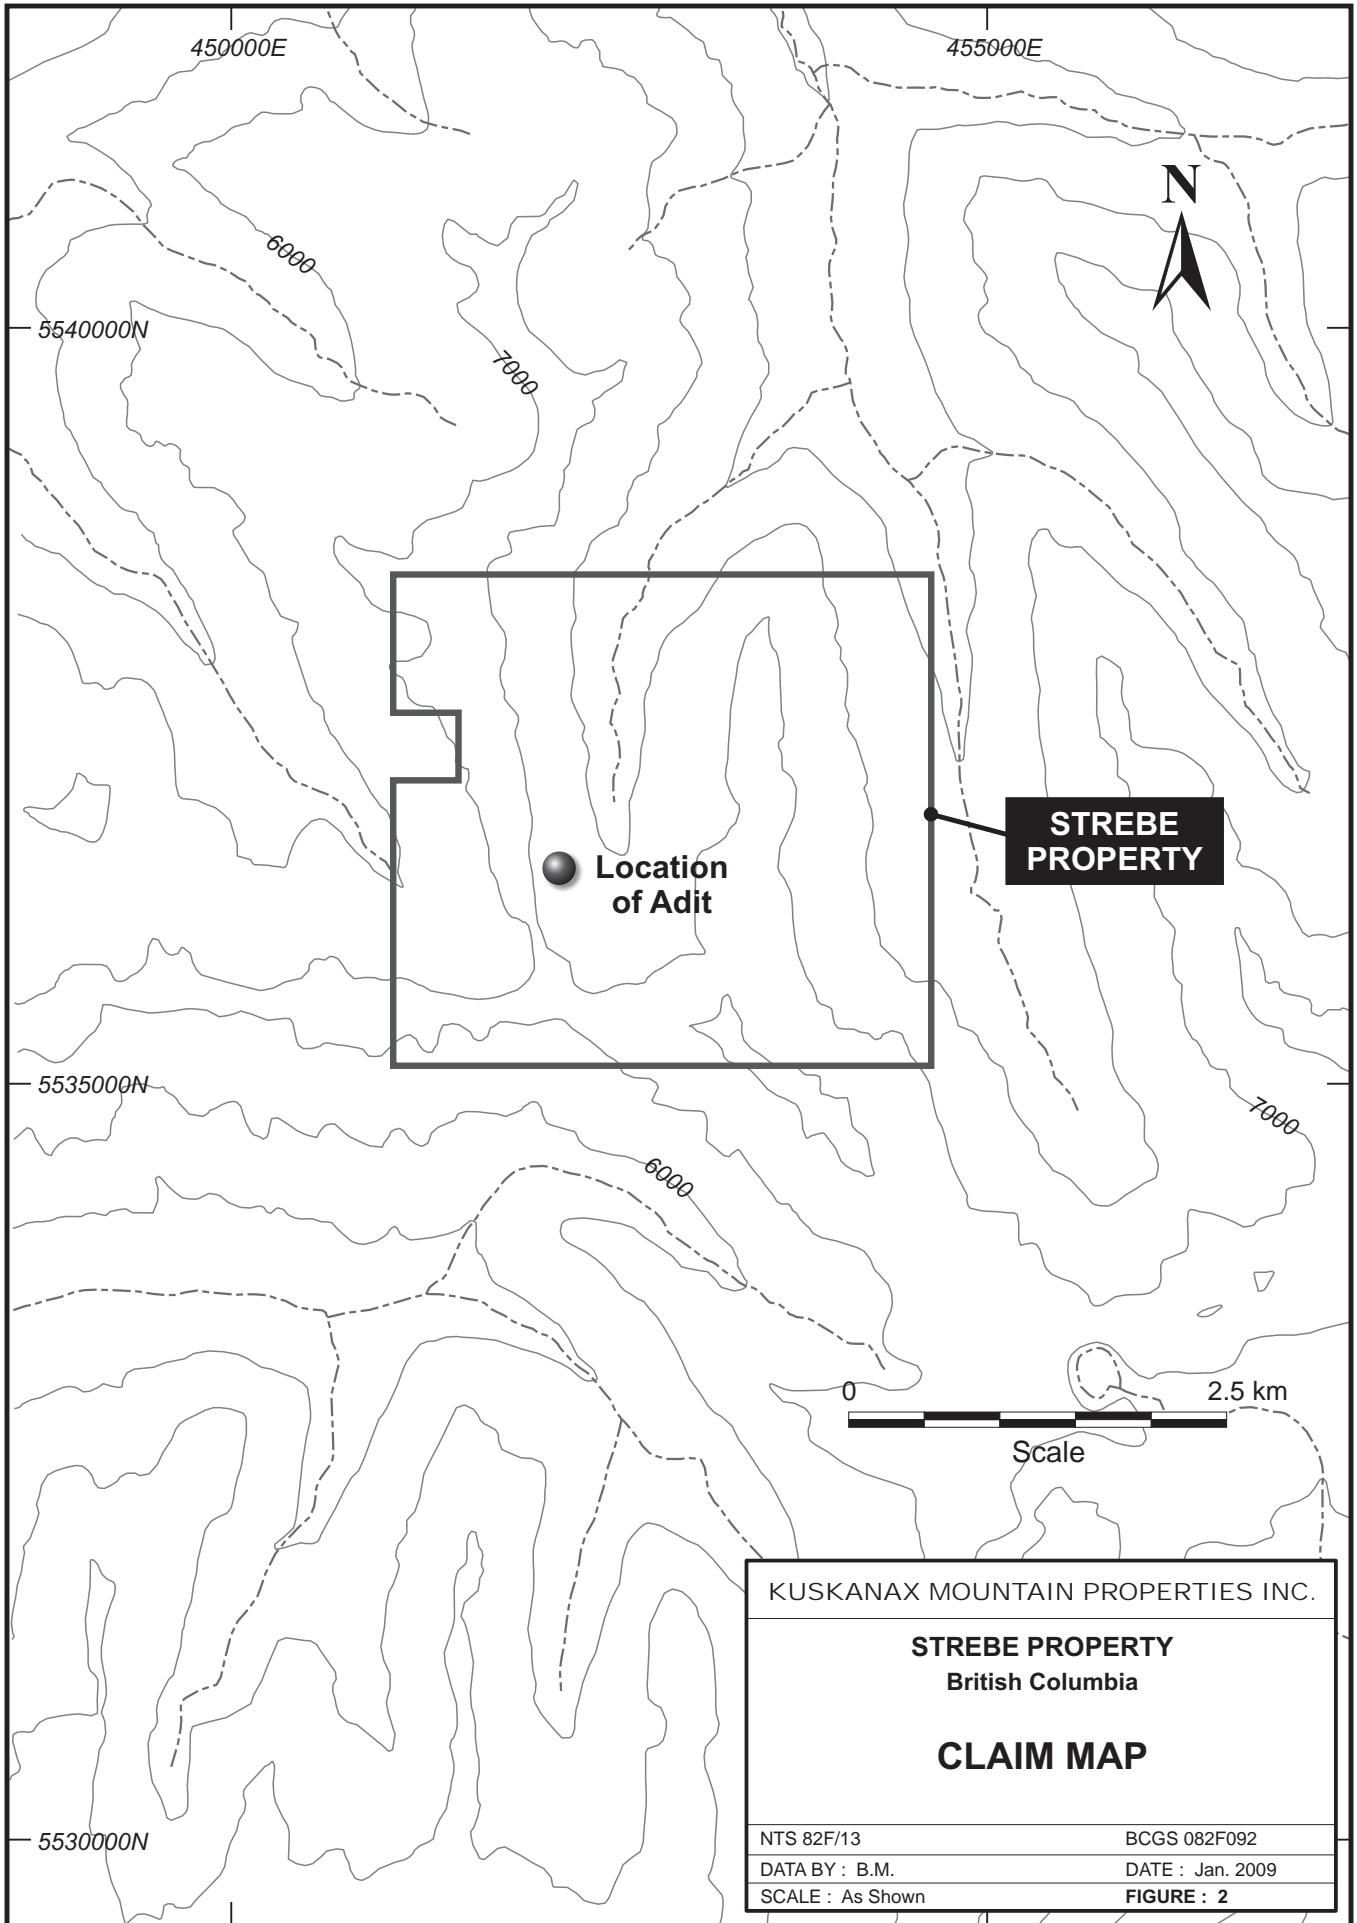 450000E
455000E
N
6000
5540000N
7000
STREBE
PROPERTY
Location
of Adit
5535000N
7000
6000
0
2.5 km
Scale
KUSKANAX MOUNTAIN PROPERTIES INC.
STREBE PROPERTY
British Columbia
CLAIM MAP
5530000N
NTS 82F/13
BCGS 082F092
DATA BY : B.M.
DATE : Jan. 2009
SCALE : As Shown
FIGURE : 2